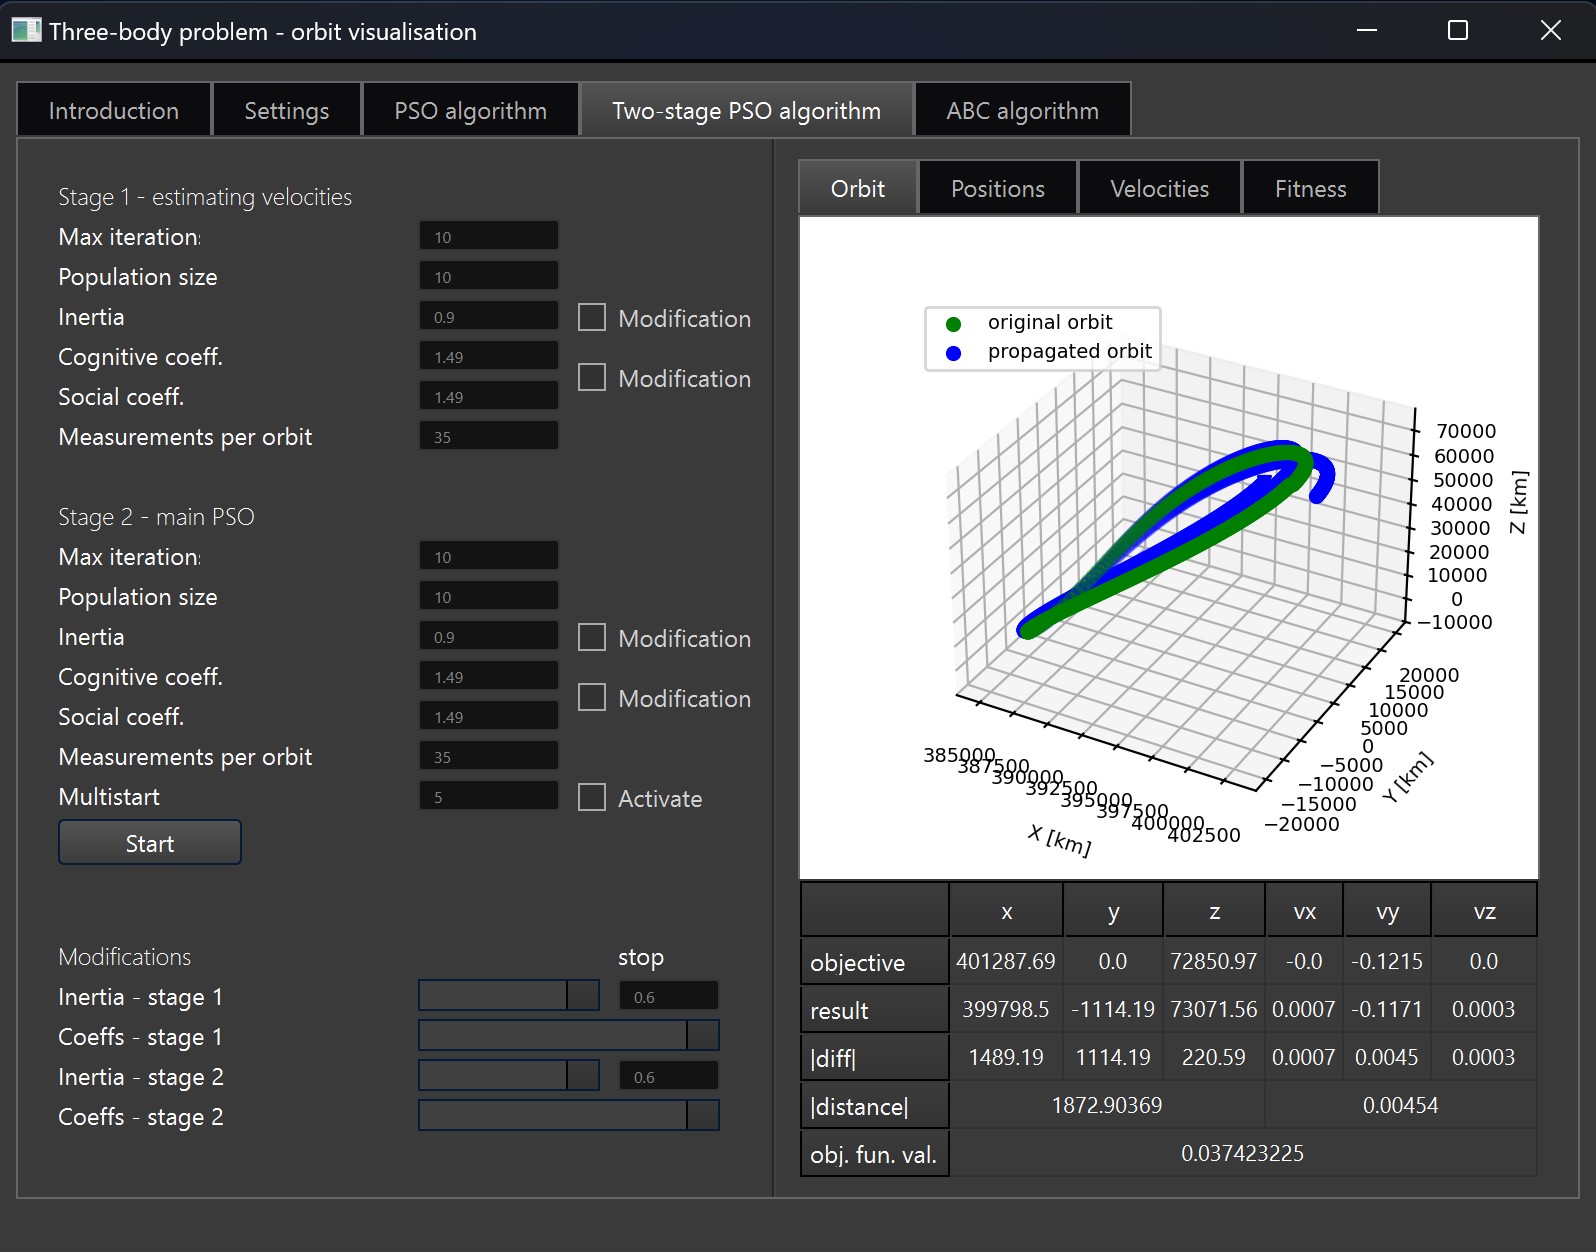 Three-body problem - orbit visualisation
Introduction Settings PSO algorithm Two-stage PSO algorithm ABC algorithm
Stage 1 - estimating velocities
Max iteration:
10
Population size
10
Inertia
0.9
Modification
Cognitive coeff.
1.49
Modification
Social coeff.
1.49
Measurements per orbit
35
Stage 2 - main PSO
Max iteration:
10
Population size
10
Inertia
0.9
Modification
Cognitive coeff.
1.49
Modification
Social coeff.
1.49
Measurements per orbit
35
Multistart
5
Activate
Start
Modifications
stop
Inertia - stage 1
0.6
Coeffs - stage 1
Inertia - stage 2
0.6
Coeffs - stage 2
Orbit Positions Velocities Fitness
original orbit
propagated orbit
70000
60000
50000
40000
30000
20000
10000
0
−10000
Z [km]
20000
15000
10000
5000
0
−5000
−10000
−15000
−20000
Y [km]
385000
387500
390000
392500
395000
397500
400000
402500
X [km]
x y z vx vy vz
objective 401287.69 0.0 72850.97 -0.0 -0.1215 0.0
result 399798.5 -1114.19 73071.56 0.0007 -0.1171 0.0003
|diff| 1489.19 1114.19 220.59 0.0007 0.0045 0.0003
|distance| 1872.90369 0.00454
obj. fun. val. 0.037423225